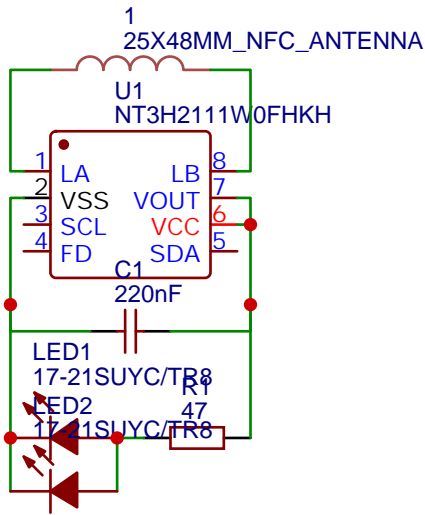 1
25X48MM_NFC_ANTENNA
U1
NT3H2111W0FHKH
1 LA LB 8
2 VSS VOUT 7
3 SCL VCC 6
4 FD SDA 5
C1
220nF
LED1
17-21SUYC/TR8
R1
LED2
47
17-21SUYC/TR8